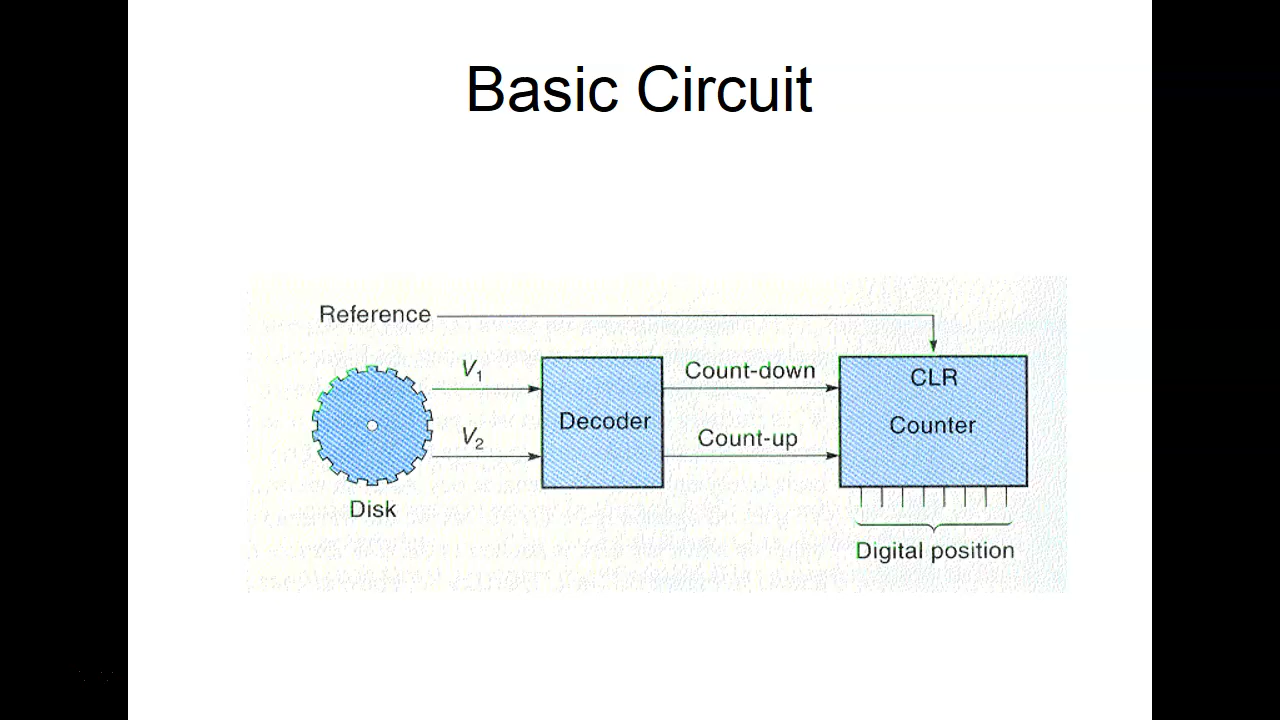 Basic Circuit
Reference
V1
V2
Disk
Decoder
Count-down
Count-up
CLR
Counter
Digital position